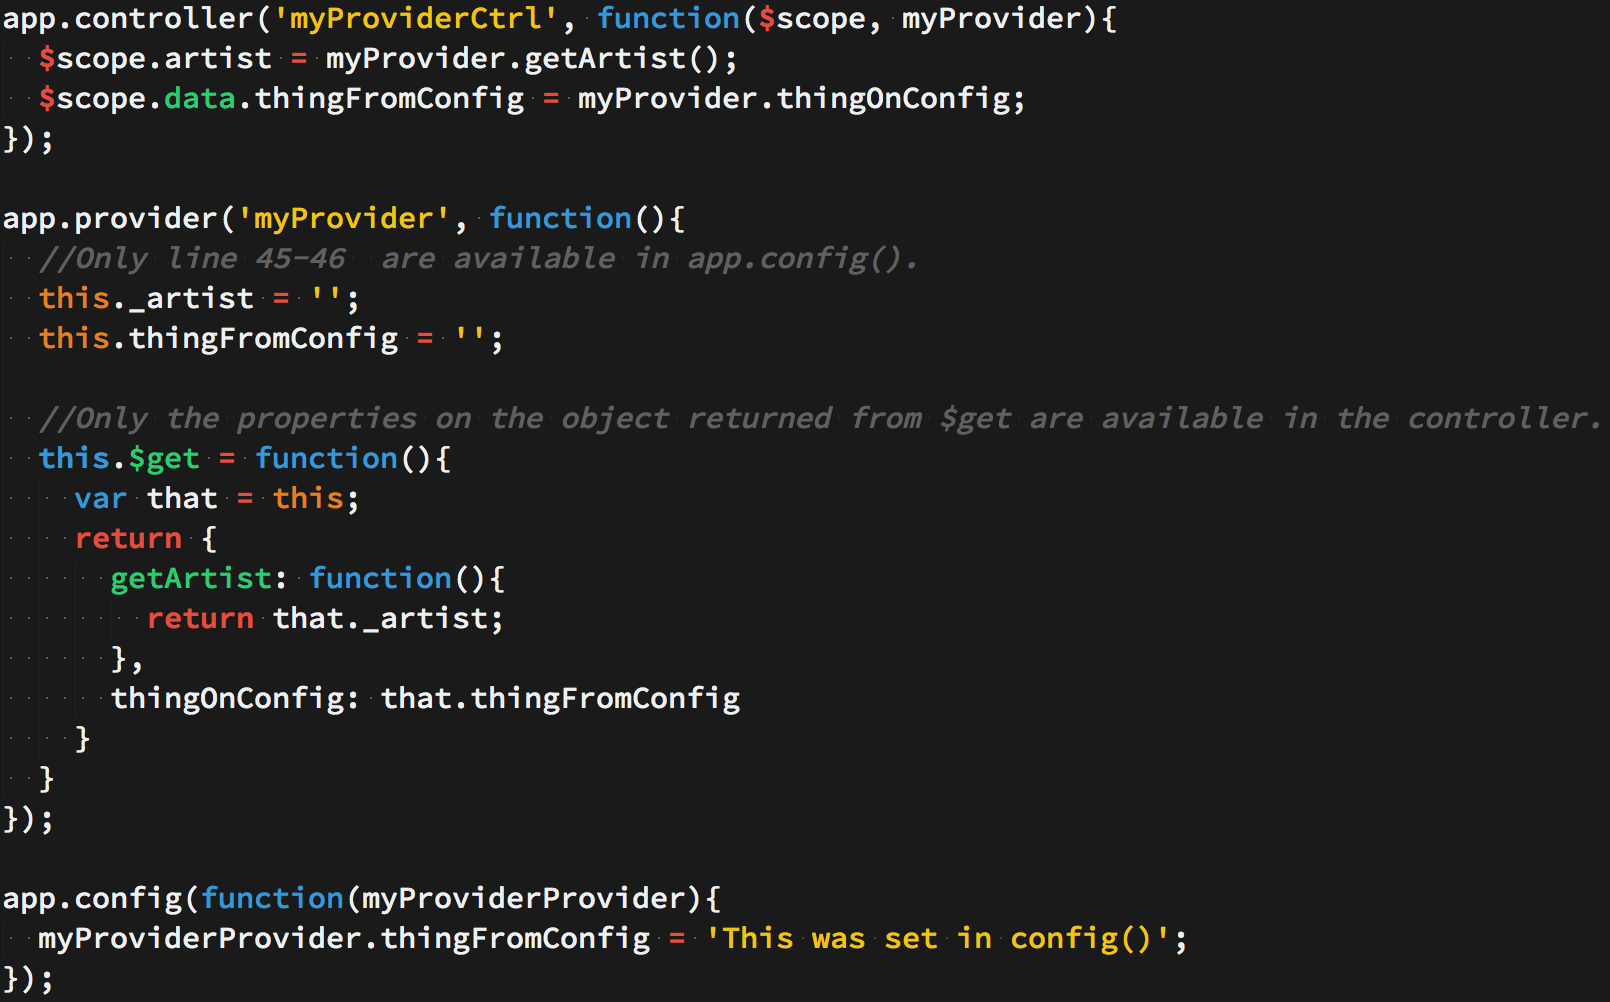 app.controller('myProviderCtrl', function($scope, myProvider){
  $scope.artist = myProvider.getArtist();
  $scope.data.thingFromConfig = myProvider.thingOnConfig;
});

app.provider('myProvider', function(){
  //Only line 45-46  are available in app.config().
  this._artist = '';
  this.thingFromConfig = '';

  //Only the properties on the object returned from $get are available in the controller.
  this.$get = function(){
    var that = this;
    return {
      getArtist: function(){
        return that._artist;
      },
      thingOnConfig: that.thingFromConfig
    }
  }
});

app.config(function(myProviderProvider){
  myProviderProvider.thingFromConfig = 'This was set in config()';
});